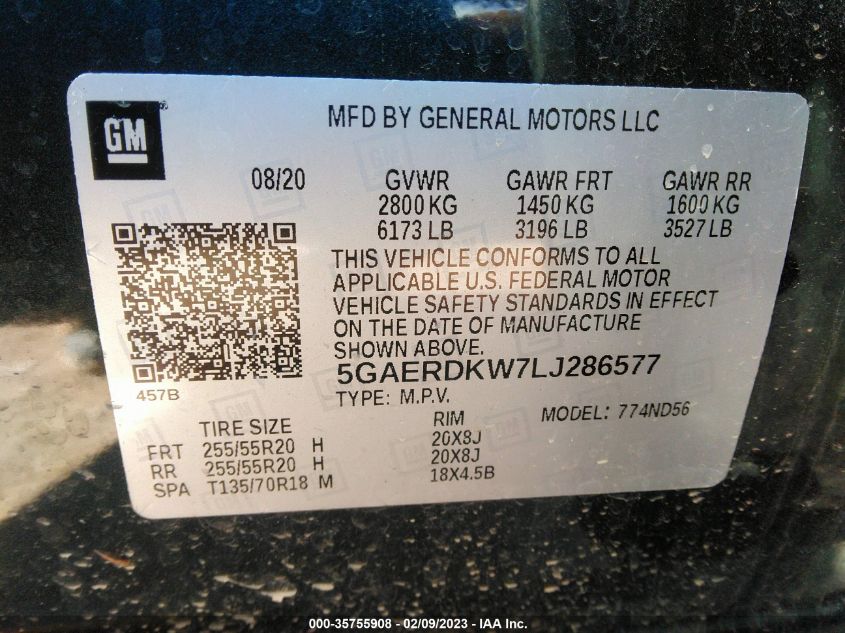 GM
MFD BY GENERAL MOTORS LLC
08/20 GVWR GAWR FRT GAWR RR
2800 KG 1450 KG 1600 KG
6173 LB 3196 LB 3527 LB
THIS VEHICLE CONFORMS TO ALL
APPLICABLE U.S. FEDERAL MOTOR
VEHICLE SAFETY STANDARDS IN EFFECT
ON THE DATE OF MANUFACTURE
SHOWN ABOVE.
5GAERDKW7LJ286577
457B
TYPE: M.P.V.
MODEL: 774ND56
TIRE SIZE RIM
FRT 255/55R20 H 20X8J
RR 255/55R20 H 20X8J
SPA T135/70R18 M 18X4.5B
000-35755908 - 02/09/2023 - IAA Inc.